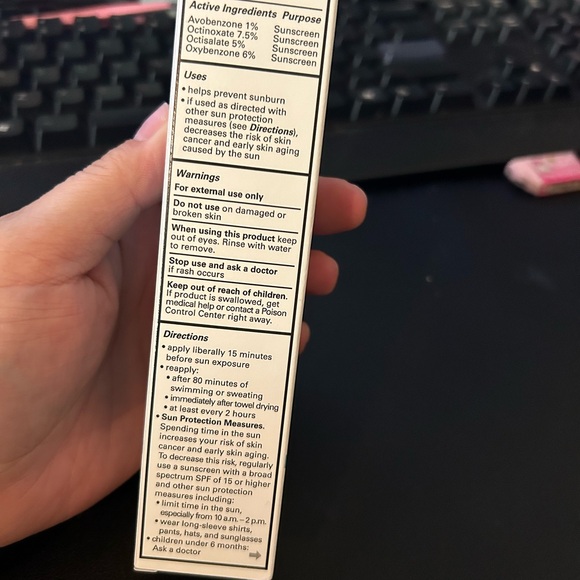 Active Ingredients Purpose
Avobenzone 1% Sunscreen
Octinoxate 7.5% Sunscreen
Octisalate 5% Sunscreen
Oxybenzone 6% Sunscreen
Uses
• helps prevent sunburn
• if used as directed with
other sun protection
measures (see Directions),
decreases the risk of skin
cancer and early skin aging
caused by the sun
Warnings
For external use only
Do not use on damaged or
broken skin
When using this product keep
out of eyes. Rinse with water
to remove.
Stop use and ask a doctor
if rash occurs
Keep out of reach of children.
If product is swallowed, get
medical help or contact a Poison
Control Center right away.
Directions
• apply liberally 15 minutes
before sun exposure
• reapply:
• after 80 minutes of
swimming or sweating
• immediately after towel drying
• at least every 2 hours
• Sun Protection Measures.
Spending time in the sun
increases your risk of skin
cancer and early skin aging.
To decrease this risk, regularly
use a sunscreen with a broad
spectrum SPF of 15 or higher
and other sun protection
measures including:
• limit time in the sun,
especially from 10 a.m. – 2 p.m.
• wear long-sleeve shirts,
pants, hats, and sunglasses
• children under 6 months:
Ask a doctor